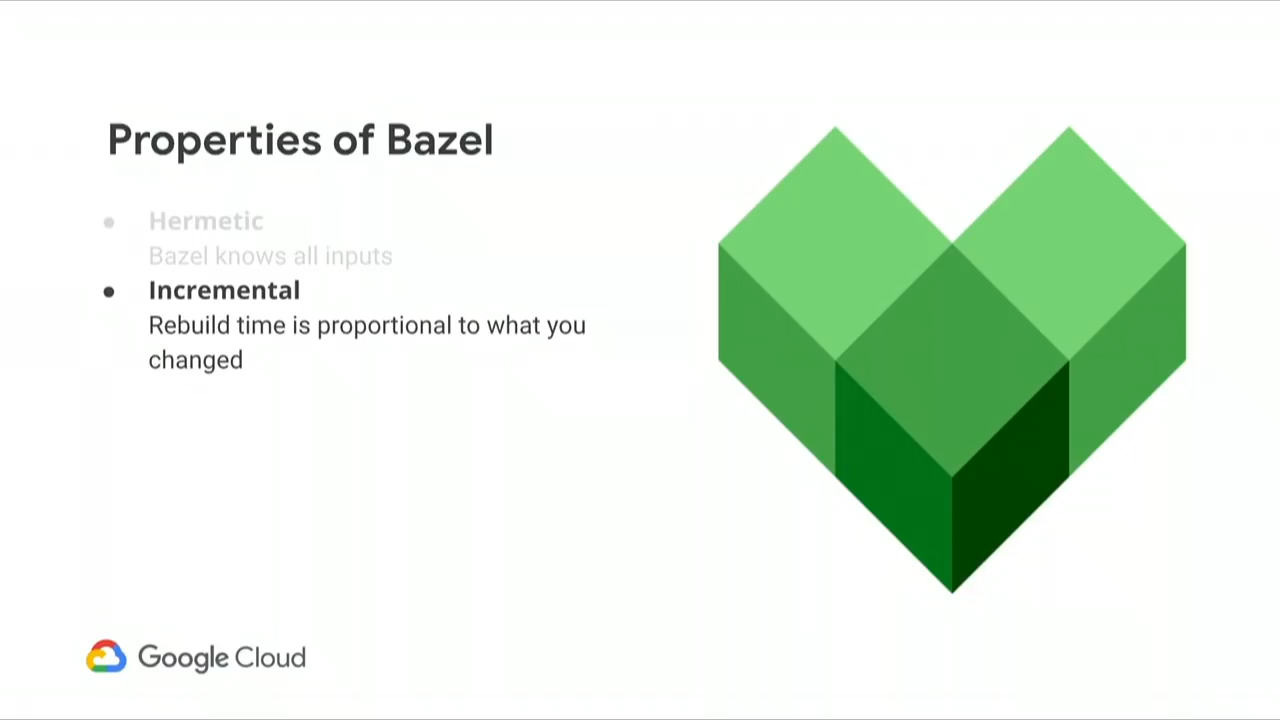 Properties of Bazel
● Hermetic
Bazel knows all inputs
● Incremental
Rebuild time is proportional to what you
changed
Google Cloud